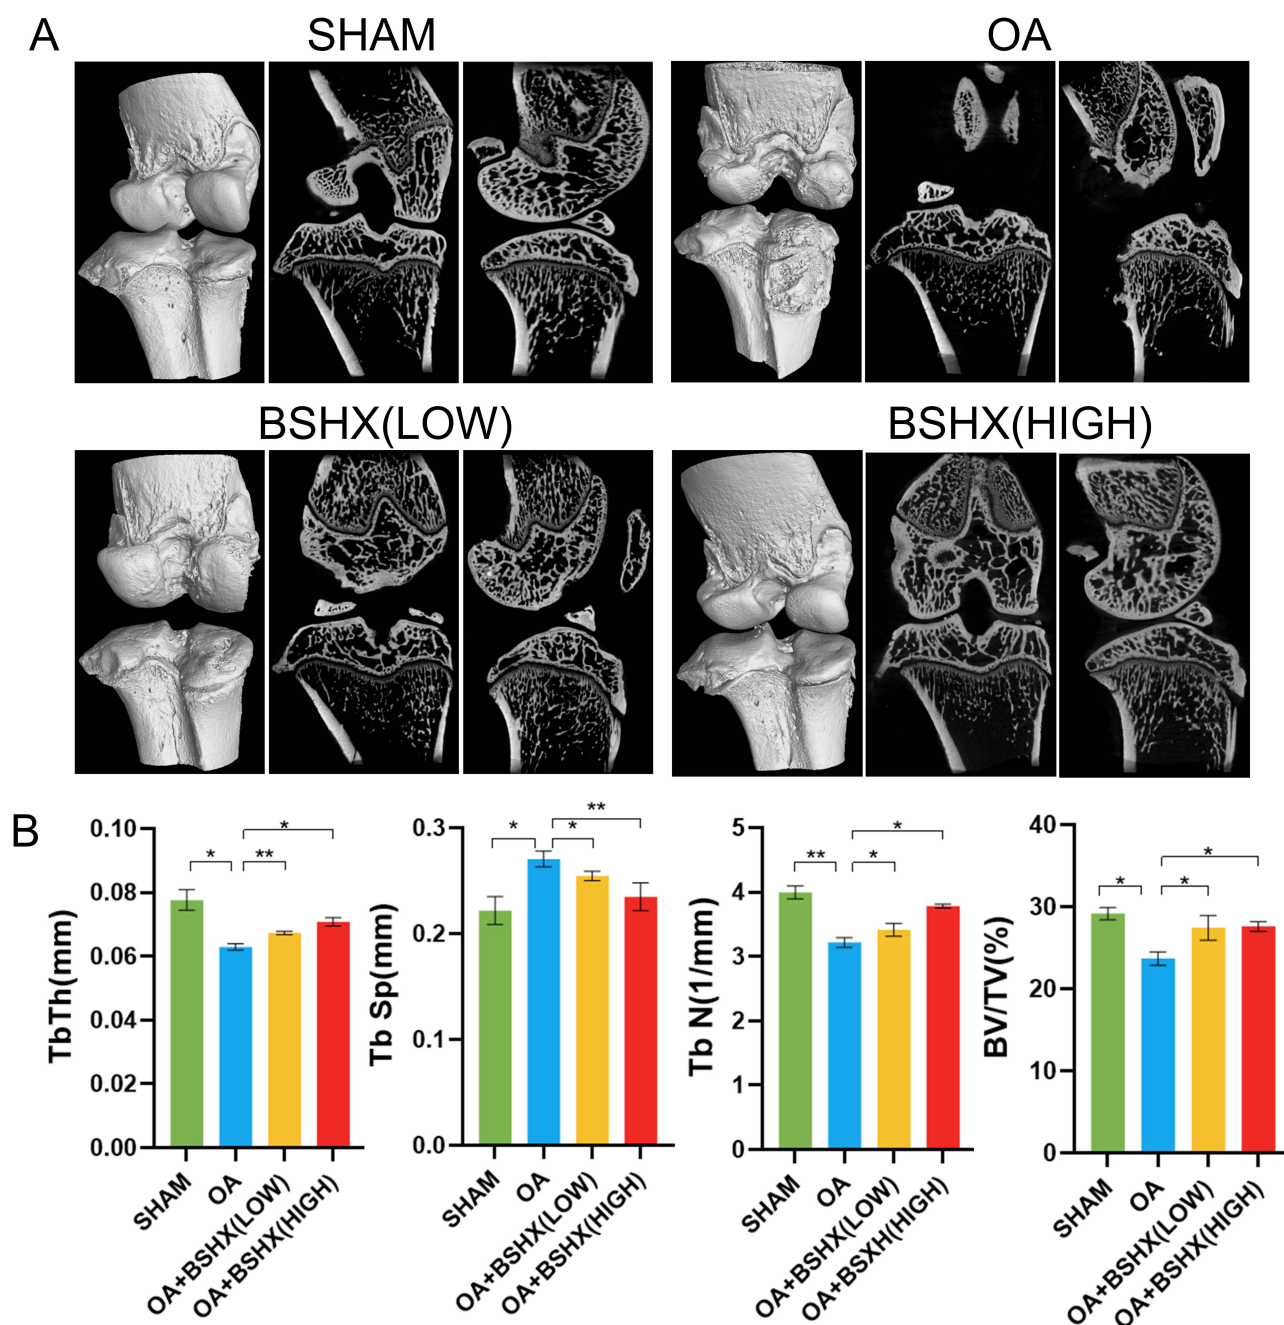 A
SHAM
OA
BSHX(LOW)
BSHX(HIGH)
B
TbTh(mm)
0.10
0.08
0.06
0.04
0.02
0.00
*
*
**
SHAM
OA
OA+BSHX(LOW)
OA+BSHX(HIGH)
Tb Sp(mm)
0.3
0.2
0.1
0.0
**
*
*
SHAM
OA
OA+BSHX(LOW)
OA+BSHX(HIGH)
Tb N(1/mm)
5
4
3
2
1
0
*
**
*
SHAM
OA
OA+BSHX(LOW)
OA+BSXH(HIGH)
BV/TV(%)
40
30
20
10
0
*
*
*
SHAM
OA
OA+BSHX(LOW)
OA+BSHX(HIGH)